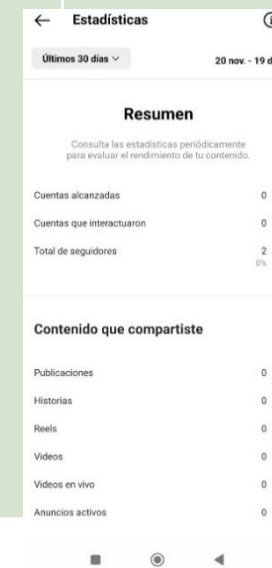 Estadísticas
Últimos 30 días
20 nov. - 19 d
Resumen
Consulta las estadísticas periódicamente
para evaluar el rendimiento de tu contenido.
Cuentas alcanzadas 0
Cuentas que interactuaron 0
Total de seguidores 2
0%
Contenido que compartiste
Publicaciones 0
Historias 0
Reels 0
Videos 0
Videos en vivo 0
Anuncios activos 0